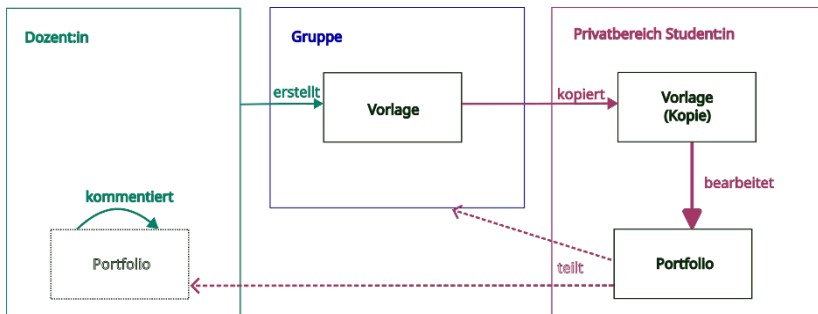 Dozent:in
Gruppe
Privatbereich Student:in
erstellt
Vorlage
kopiert
Vorlage
(Kopie)
bearbeitet
kommentiert
Portfolio
teilt
Portfolio